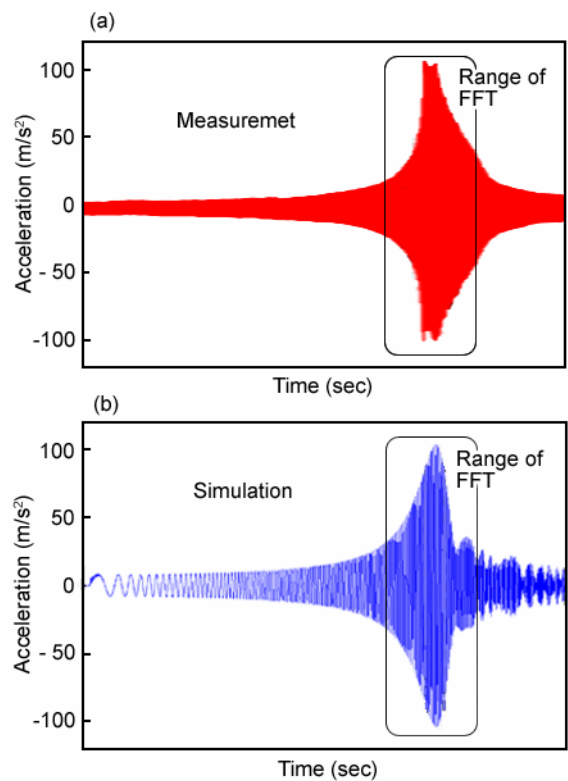 (a)
100
50
0
- 50
-100
Acceleration (m/s²)
Measuremet
Range of
FFT
Time (sec)
(b)
100
50
0
- 50
-100
Acceleration (m/s²)
Simulation
Range of
FFT
Time (sec)